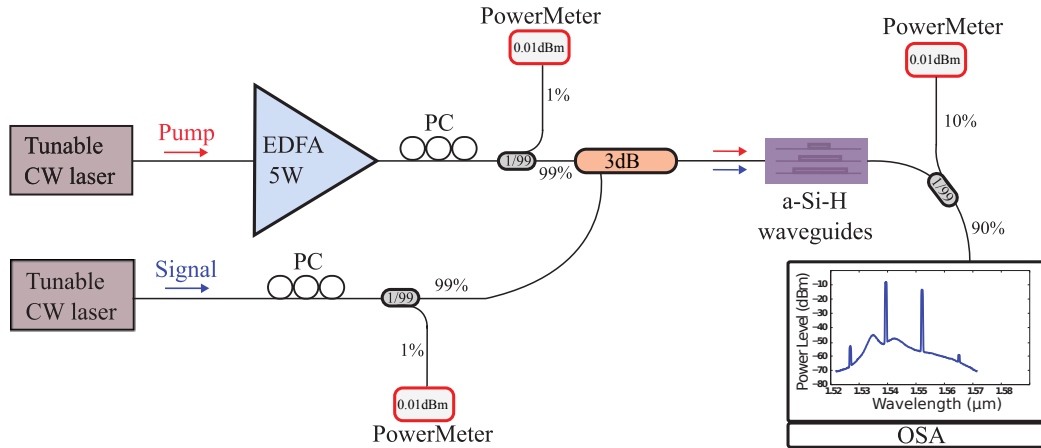 PowerMeter
0.01dBm
1%
PowerMeter
0.01dBm
10%
Tunable
CW laser
Pump
EDFA
5W
PC
1/99
99%
3dB
a-Si-H
waveguides
1/99
90%
Tunable
CW laser
Signal
PC
1/99
99%
1%
0.01dBm
PowerMeter
Power Level (dBm)
−10
−20
−30
−40
−50
−60
−70
−80
1.52
1.53
1.54
1.55
1.56
1.57
1.58
Wavelength (μm)
OSA